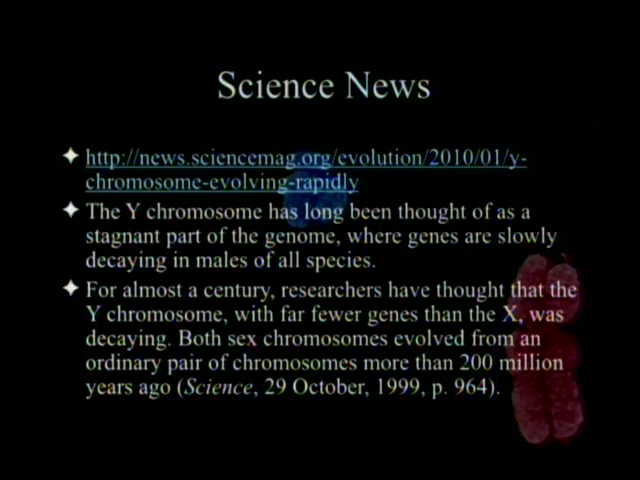 Science News
http://news.sciencemag.org/evolution/2010/01/y-
chromosome-evolving-rapidly
The Y chromosome has long been thought of as a
stagnant part of the genome, where genes are slowly
decaying in males of all species.
For almost a century, researchers have thought that the
Y chromosome, with far fewer genes than the X, was
decaying. Both sex chromosomes evolved from an
ordinary pair of chromosomes more than 200 million
years ago (Science, 29 October, 1999, p. 964).